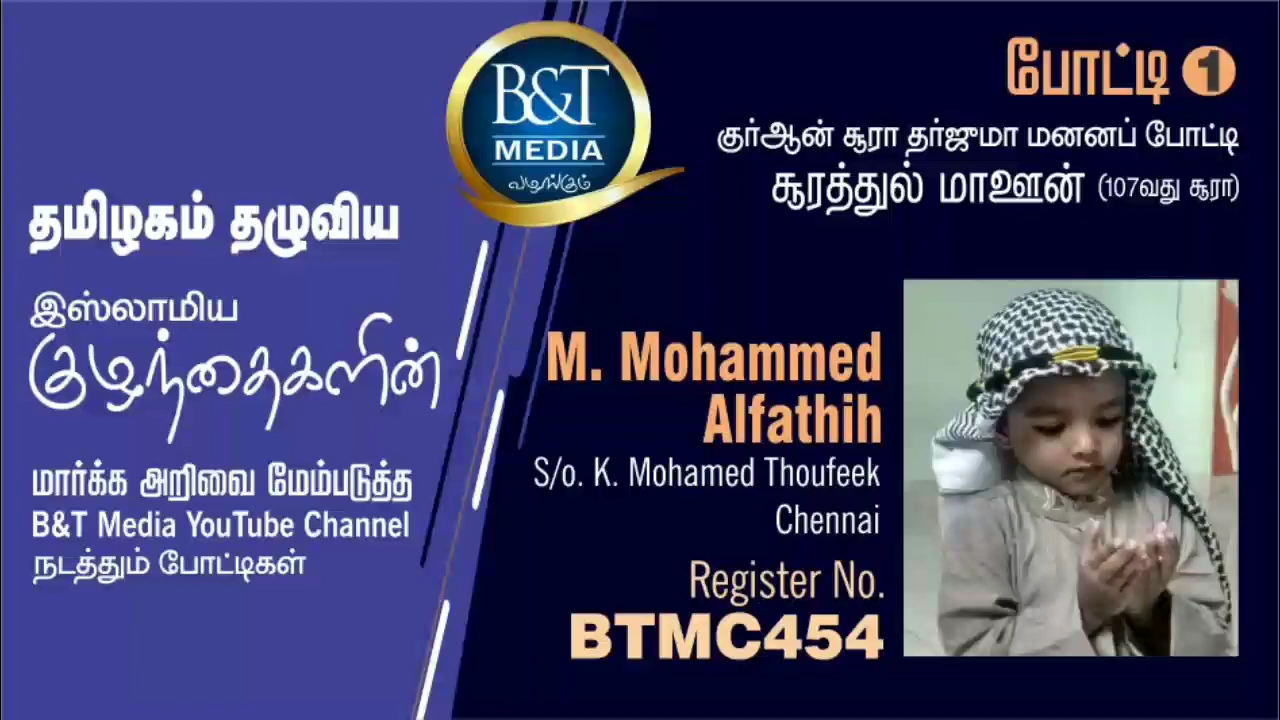 B&T
MEDIA
வழங்கும்
தமிழகம் தழுவிய
இஸ்லாமிய
குழந்தைகளின்
மார்க்க அறிவை மேம்படுத்த
B&T Media YouTube Channel
நடத்தும் போட்டிகள்
போட்டி 1
குர்ஆன் சூரா தர்ஜுமா மனனப் போட்டி
சூரத்துல் மாஊன் (107வது சூரா)
M. Mohammed
Alfathih
S/o. K. Mohamed Thoufeek
Chennai
Register No.
BTMC454